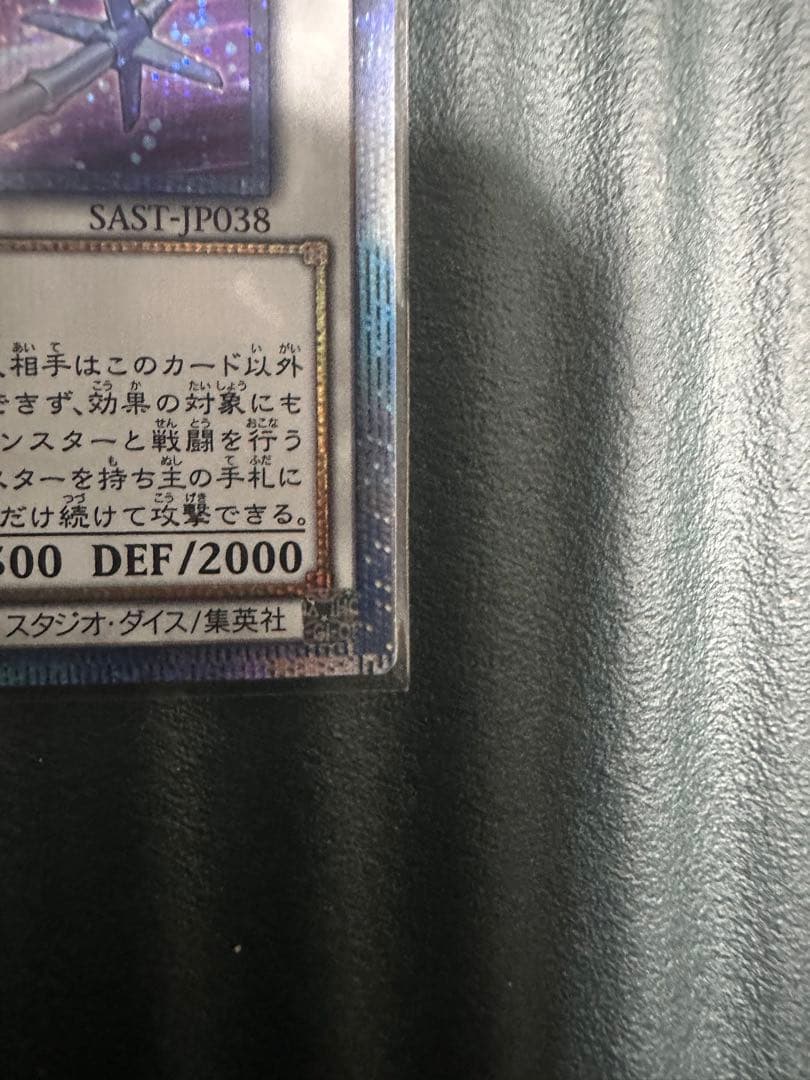 SAST-JP038
、相手はこのカード以外
できず、効果の対象にも
ンスターと戦闘を行う
スターを持ち主の手札に
だけ続けて攻撃できる。
500 DEF/2000
スタジオ・ダイス/集英社